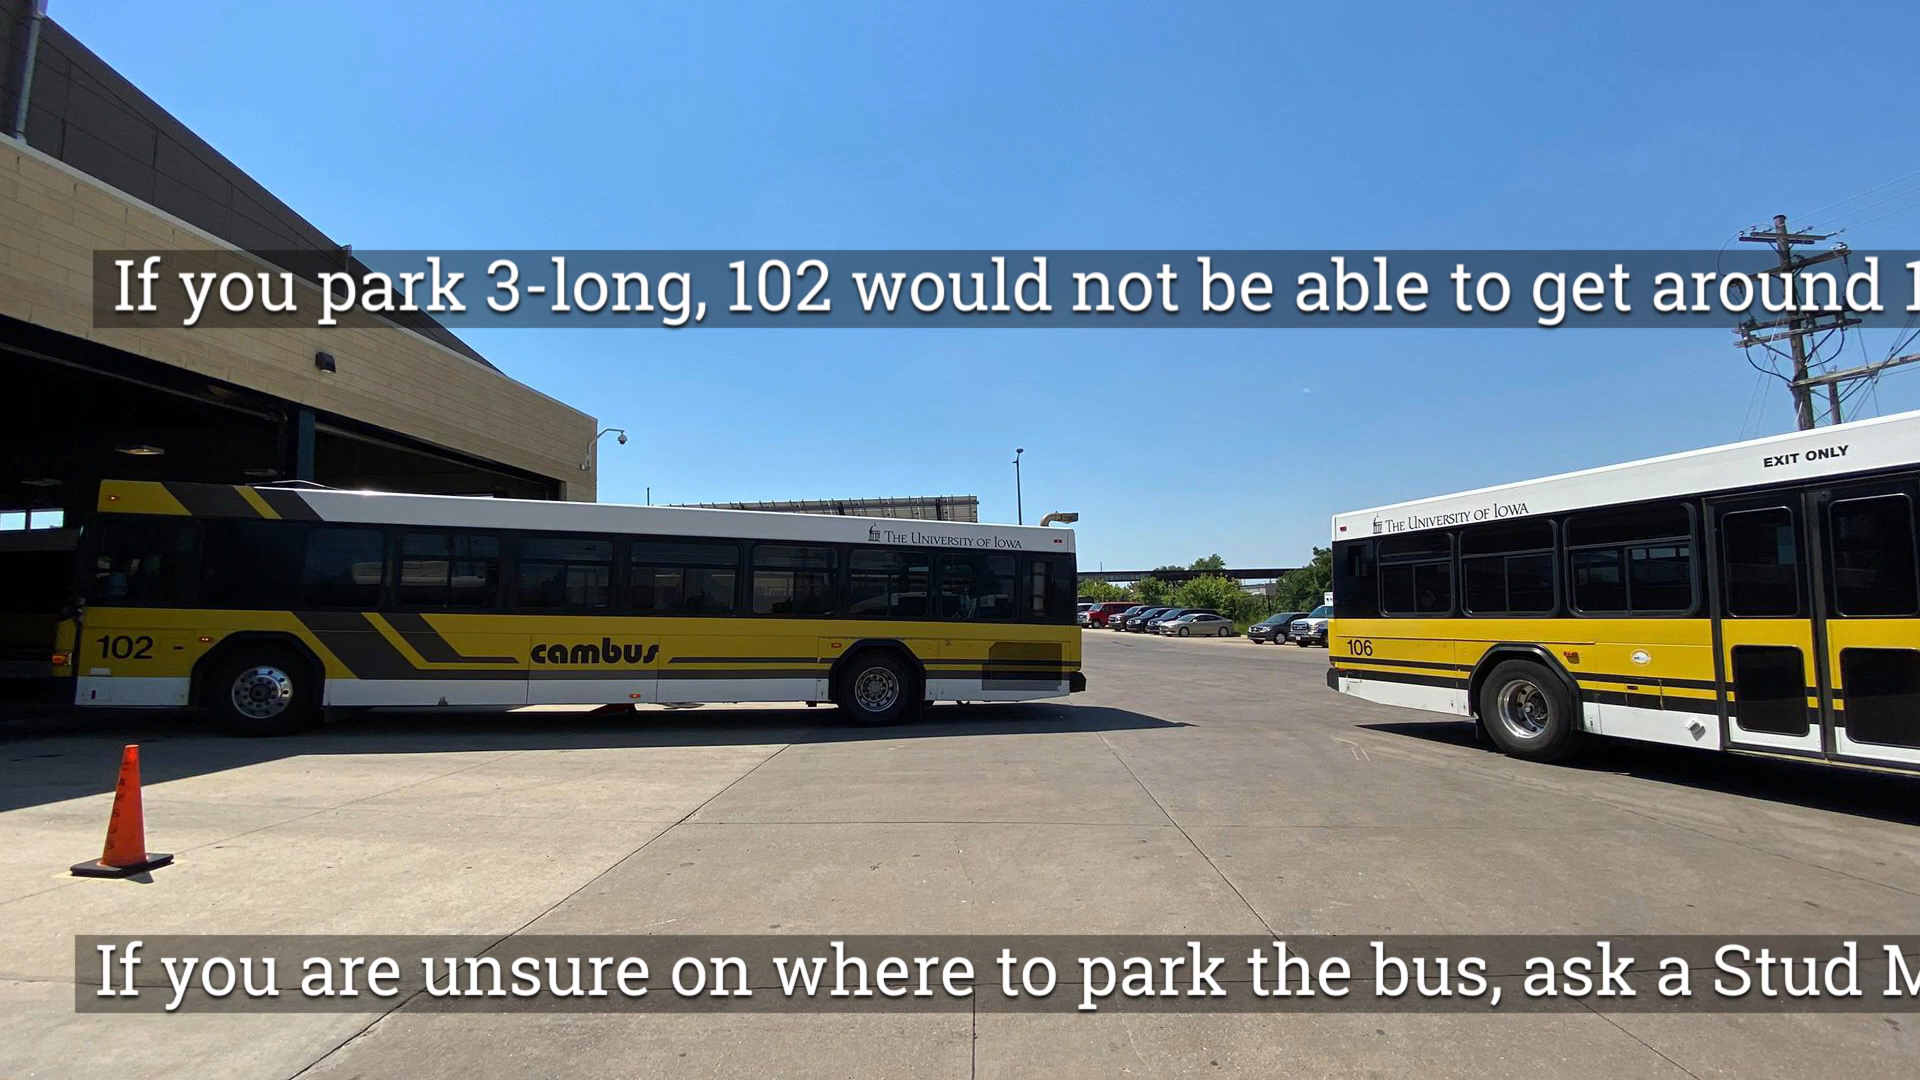 If you park 3-long, 102 would not be able to get around 1
EXIT ONLY
THE UNIVERSITY OF IOWA
THE UNIVERSITY OF IOWA
102
cambus
106
If you are unsure on where to park the bus, ask a Stud M